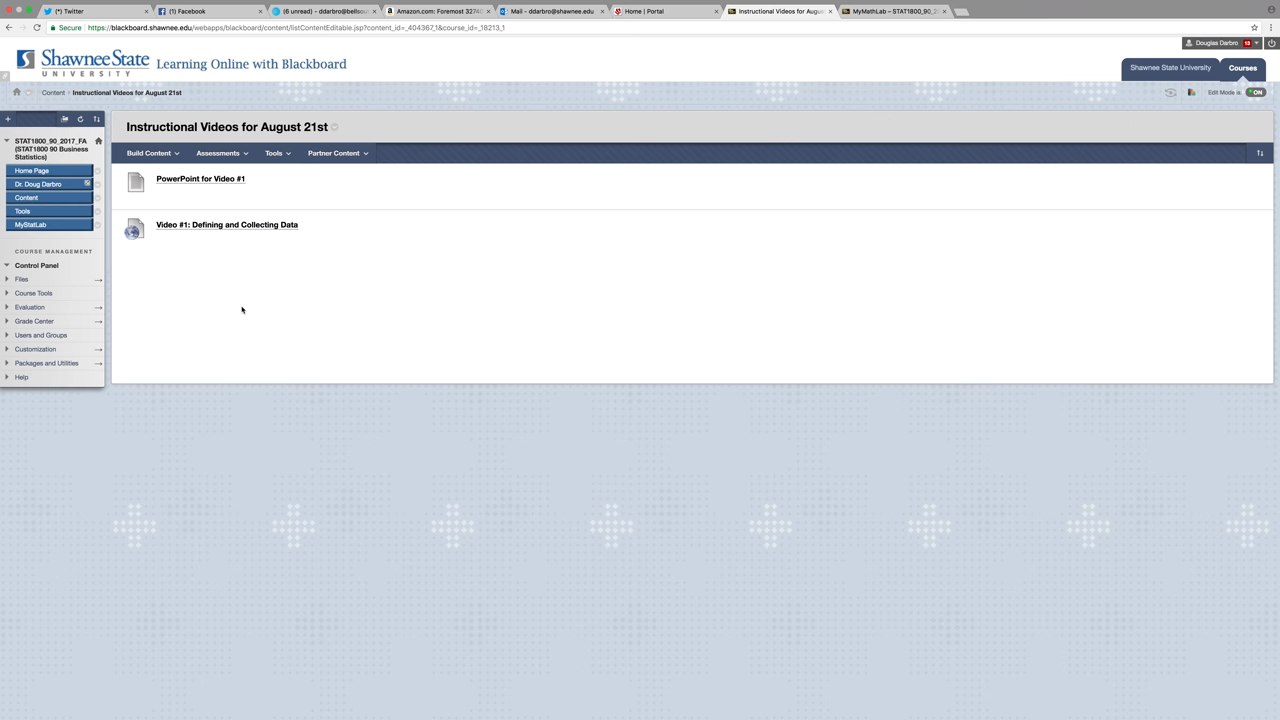 (*) Twitter
(1) Facebook
(6 unread) - ddarbro@bellsout
Amazon.com: Foremost 32740
Mail - ddarbro@shawnee.edu
Home | Portal
Instructional Videos for Augus
MyMathLab – STAT1800_90_20
Secure
https://blackboard.shawnee.edu/webapps/blackboard/content/listContentEditable.jsp?content_id=_404367_1&course_id=_18213_1
Douglas Darbro 13
SHAWNEE STATE
UNIVERSITY
Learning Online with Blackboard
Shawnee State University
Courses
Content > Instructional Videos for August 21st
Edit Mode is: ON
STAT1800_90_2017_FA
(STAT1800 90 Business
Statistics)
Home Page
Dr. Doug Darbro
Content
Tools
MyStatLab
COURSE MANAGEMENT
Control Panel
Files
Course Tools
Evaluation
Grade Center
Users and Groups
Customization
Packages and Utilities
Help
Instructional Videos for August 21st
Build Content
Assessments
Tools
Partner Content
PowerPoint for Video #1
Video #1: Defining and Collecting Data